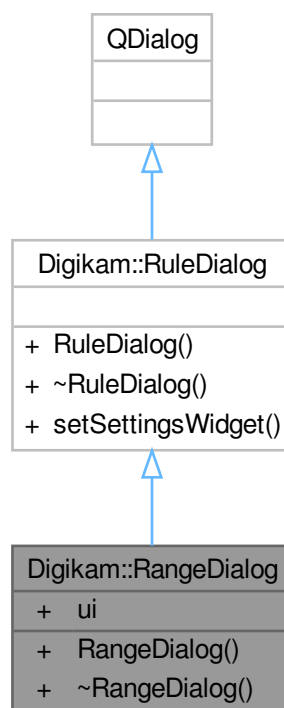 QDialog
Digikam::RuleDialog
+ RuleDialog()
+ ~RuleDialog()
+ setSettingsWidget()
Digikam::RangeDialog
+ ui
+ RangeDialog()
+ ~RangeDialog()